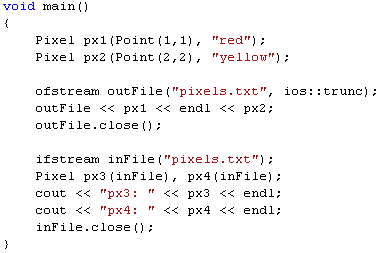 void main()
{
    Pixel px1(Point(1,1), "red");
    Pixel px2(Point(2,2), "yellow");

    ofstream outFile("pixels.txt", ios::trunc);
    outFile << px1 << endl << px2;
    outFile.close();

    ifstream inFile("pixels.txt");
    Pixel px3(inFile), px4(inFile);
    cout << "px3: " << px3 << endl;
    cout << "px4: " << px4 << endl;
    inFile.close();
}